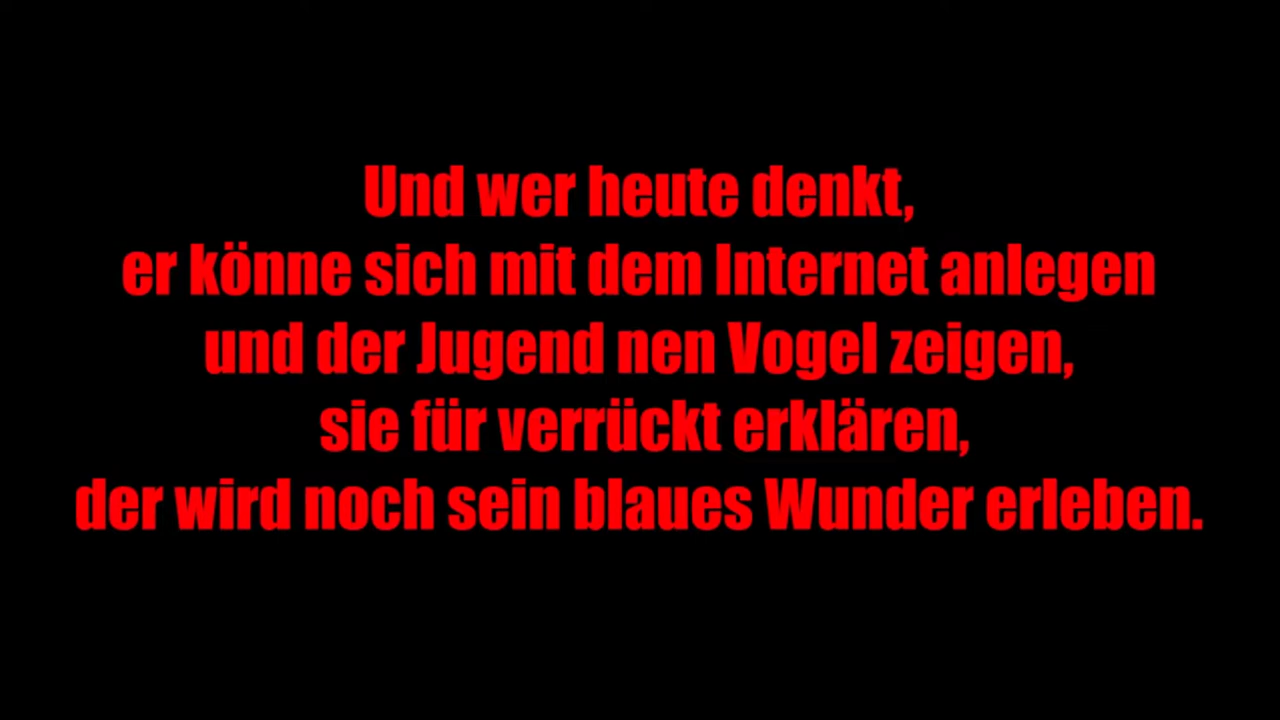 Und wer heute denkt,
er könne sich mit dem Internet anlegen
und der Jugend nen Vogel zeigen,
sie für verrückt erklären,
der wird noch sein blaues Wunder erleben.